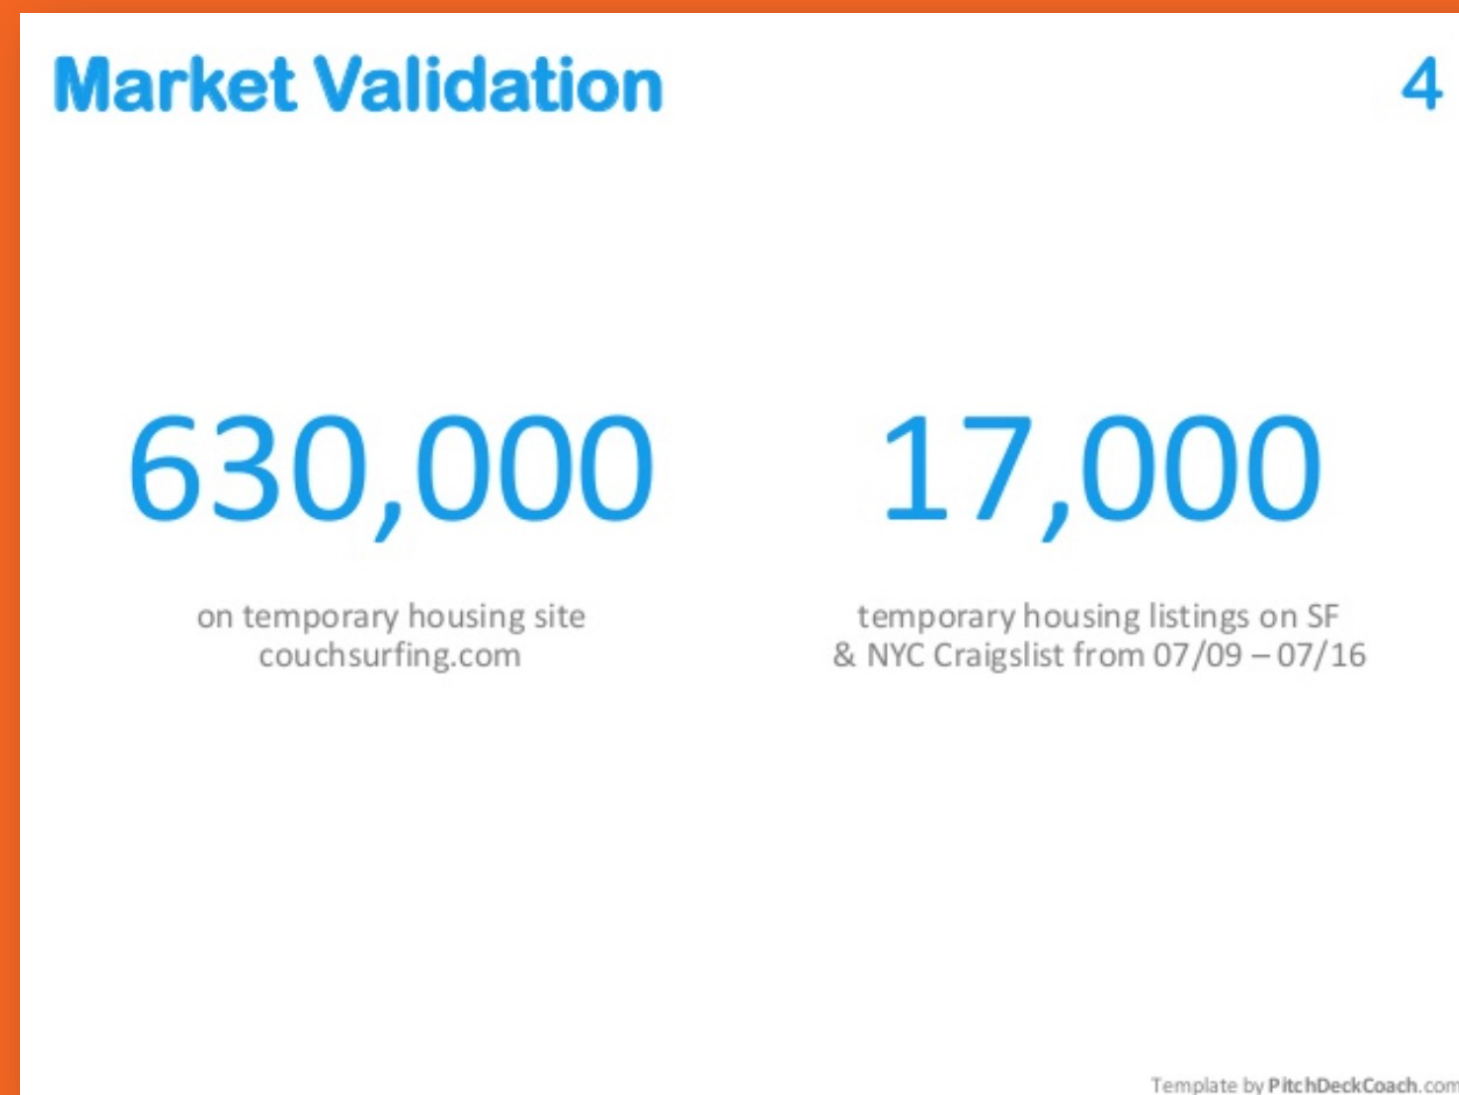 Market Validation
4
630,000
on temporary housing site
couchsurfing.com
17,000
temporary housing listings on SF
& NYC Craigslist from 07/09 – 07/16
Template by PitchDeckCoach.com